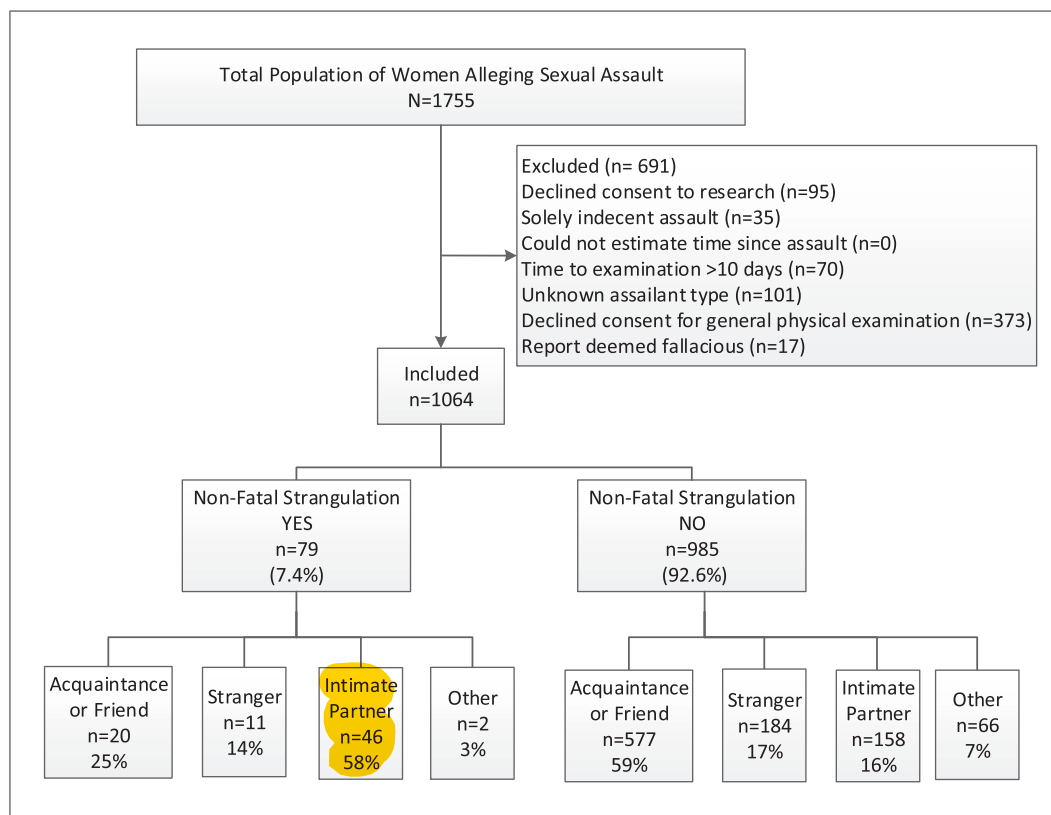 Total Population of Women Alleging Sexual Assault
N=1755
Excluded (n= 691)
Declined consent to research (n=95)
Solely indecent assault (n=35)
Could not estimate time since assault (n=0)
Time to examination >10 days (n=70)
Unknown assailant type (n=101)
Declined consent for general physical examination (n=373)
Report deemed fallacious (n=17)
Included
n=1064
Non-Fatal Strangulation
YES
n=79
(7.4%)
Non-Fatal Strangulation
NO
n=985
(92.6%)
Acquaintance
or Friend
n=20
25%
Stranger
n=11
14%
Intimate
Partner
n=46
58%
Other
n=2
3%
Acquaintance
or Friend
n=577
59%
Stranger
n=184
17%
Intimate
Partner
n=158
16%
Other
n=66
7%